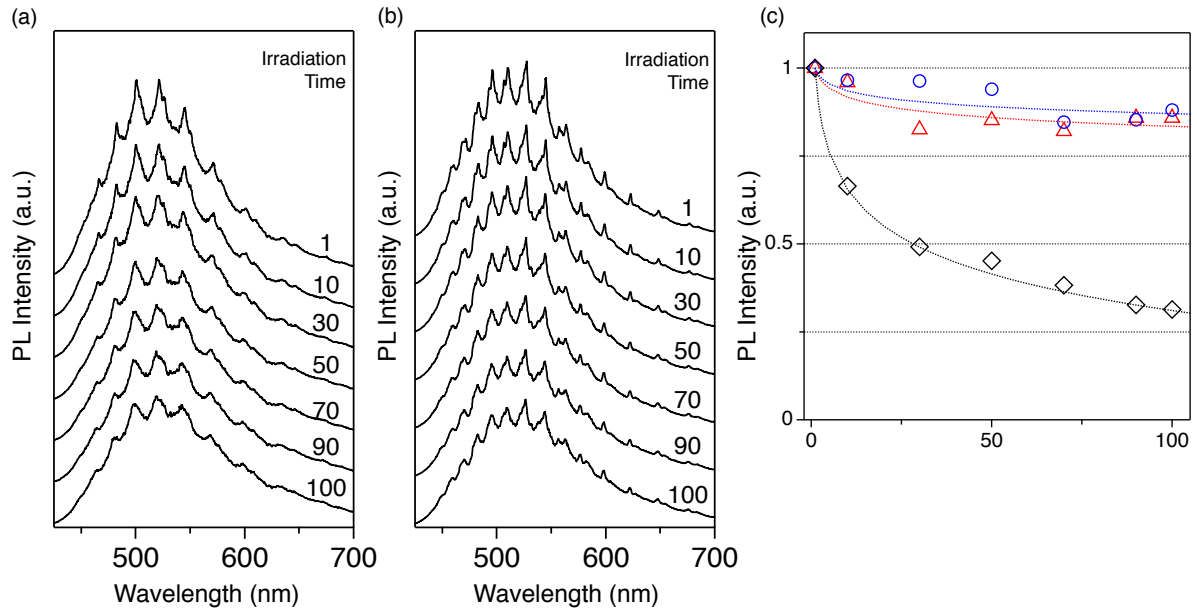 (a)
Irradiation
Time
1
10
30
50
70
90
100
PL Intensity (a.u.)
500
600
700
Wavelength (nm)
(b)
Irradiation
Time
1
10
30
50
70
90
100
PL Intensity (a.u.)
500
600
700
Wavelength (nm)
(c)
1
0.5
0
PL Intensity (a.u.)
0
50
100